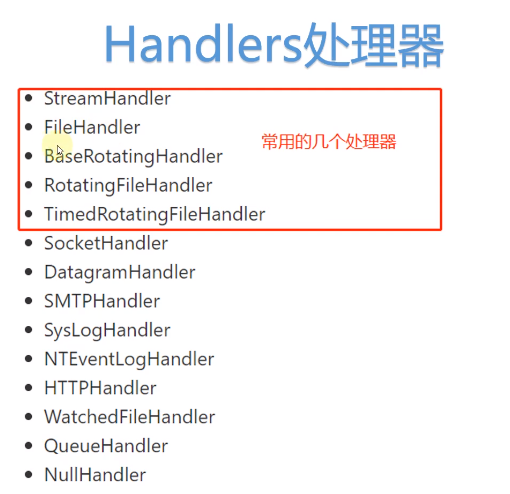 Handlers处理器
StreamHandler
FileHandler
常用的几个处理器
BaseRotatingHandler
RotatingFileHandler
TimedRotatingFileHandler
SocketHandler
DatagramHandler
SMTPHandler
SysLogHandler
NTEventLogHandler
HTTPHandler
WatchedFileHandler
QueueHandler
NullHandler